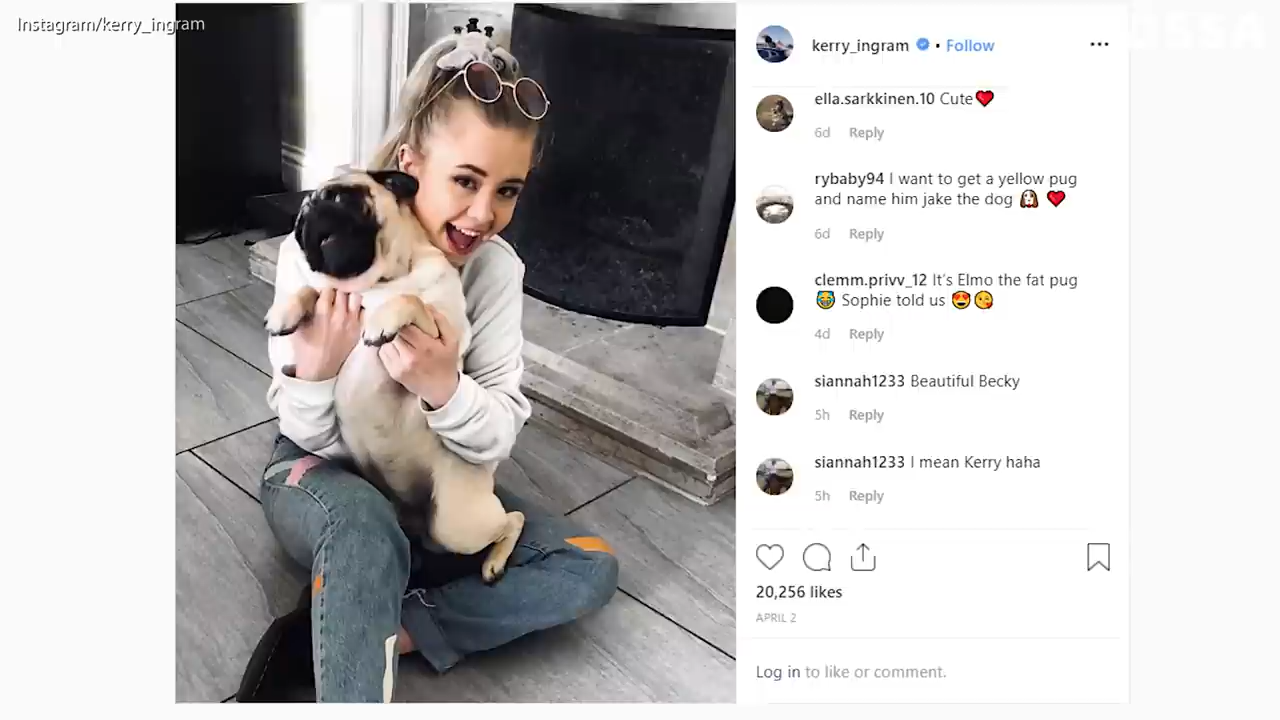 Instagram/kerry_ingram
kerry_ingram • Follow
ella.sarkkinen.10 Cute❤️
6d Reply
rybaby94 I want to get a yellow pug
and name him jake the dog 🐶 ❤️
6d Reply
clemm.privv_12 It's Elmo the fat pug
😂 Sophie told us 😍😘
4d Reply
siannah1233 Beautiful Becky
5h Reply
siannah1233 I mean Kerry haha
5h Reply
20,256 likes
APRIL 2
Log in to like or comment.